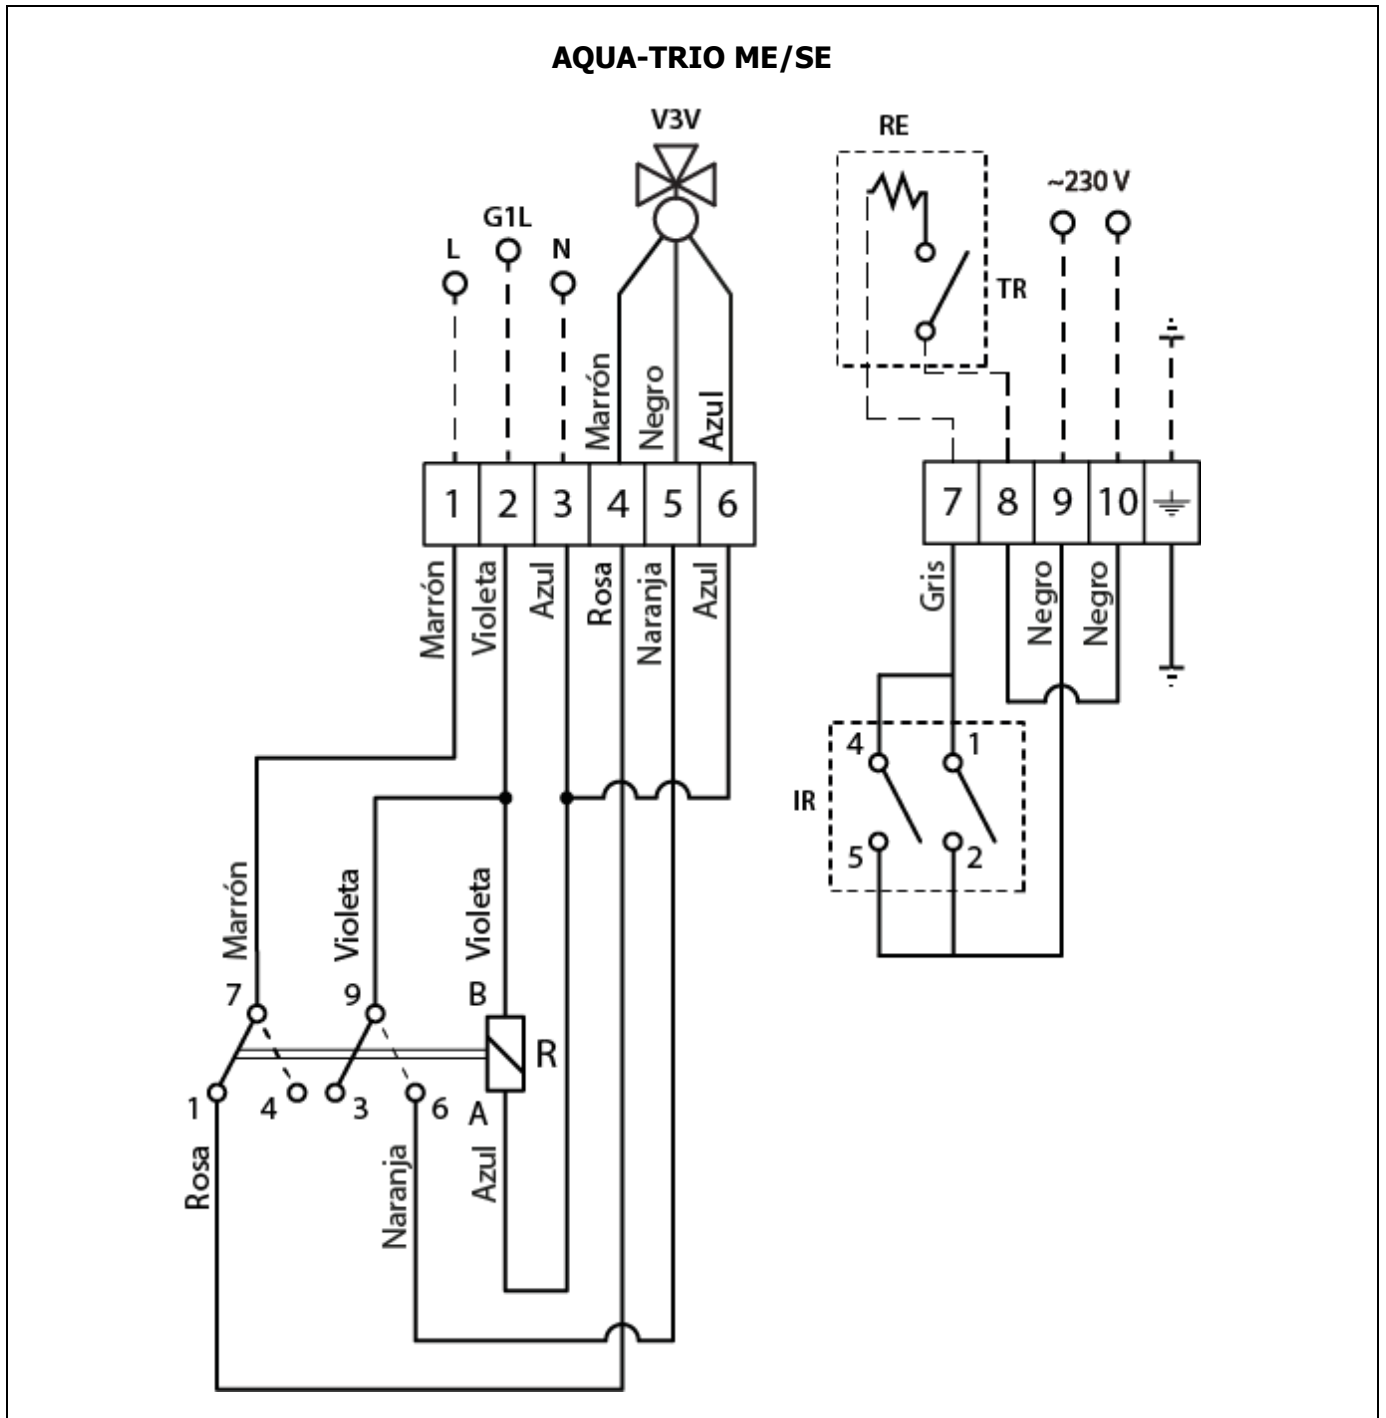 AQUA-TRIO ME/SE
V3V
RE
~230 V
G1L
L
N
TR
Marrón
Negro
Azul
1 2 3 4 5 6
7 8 9 10
Marrón
Violeta
Azul
Rosa
Naranja
Azul
Gris
Negro
Negro
4 1
IR
5 2
Marrón
Violeta
Violeta
7 9 B
R
1 4 3 6 A
Rosa
Naranja
Azul